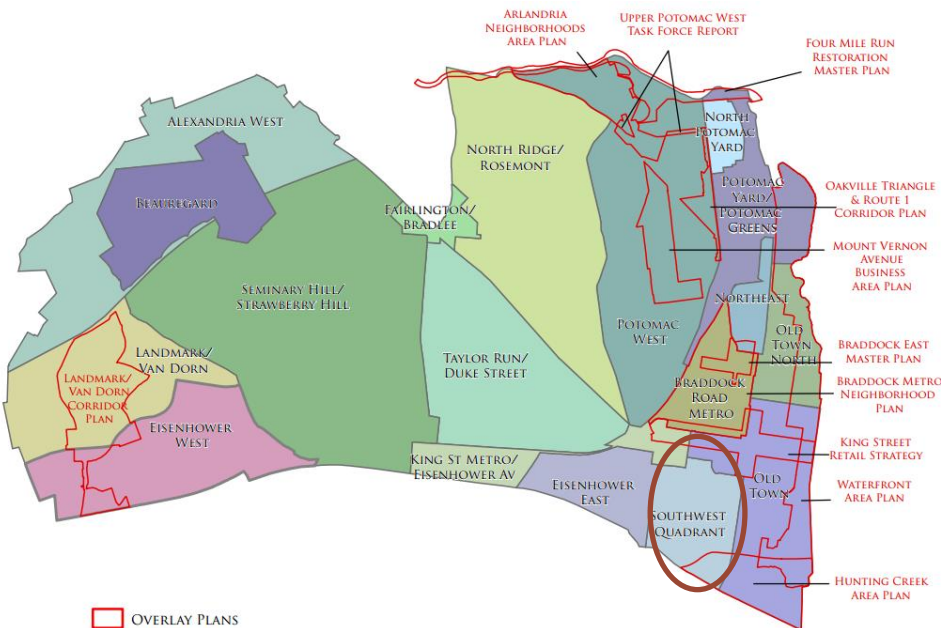 Arlandria
Neighborhoods
Area Plan
Upper Potomac West
Task Force Report
Four Mile Run
Restoration
Master Plan
Alexandria West
North
Potomac
Yard
North Ridge/
Rosemont
Beauregard
Potomac
Yard/
Potomac
Greens
Oakville Triangle
& Route 1
Corridor Plan
Fairlington/
Bradlee
Mount Vernon
Avenue
Business
Area Plan
Seminary Hill/
Strawberry Hill
Northeast
Potomac
West
Old
Town
North
Landmark/
Van Dorn
Taylor Run/
Duke Street
Braddock East
Master Plan
Landmark/
Van Dorn
Corridor
Plan
Braddock
Road
Metro
Braddock Metro
Neighborhood
Plan
Eisenhower
West
King Street
Retail Strategy
King St Metro/
Eisenhower Av
Eisenhower
East
Old
Town
Waterfront
Area Plan
Southwest
Quadrant
Hunting Creek
Area Plan
Overlay Plans